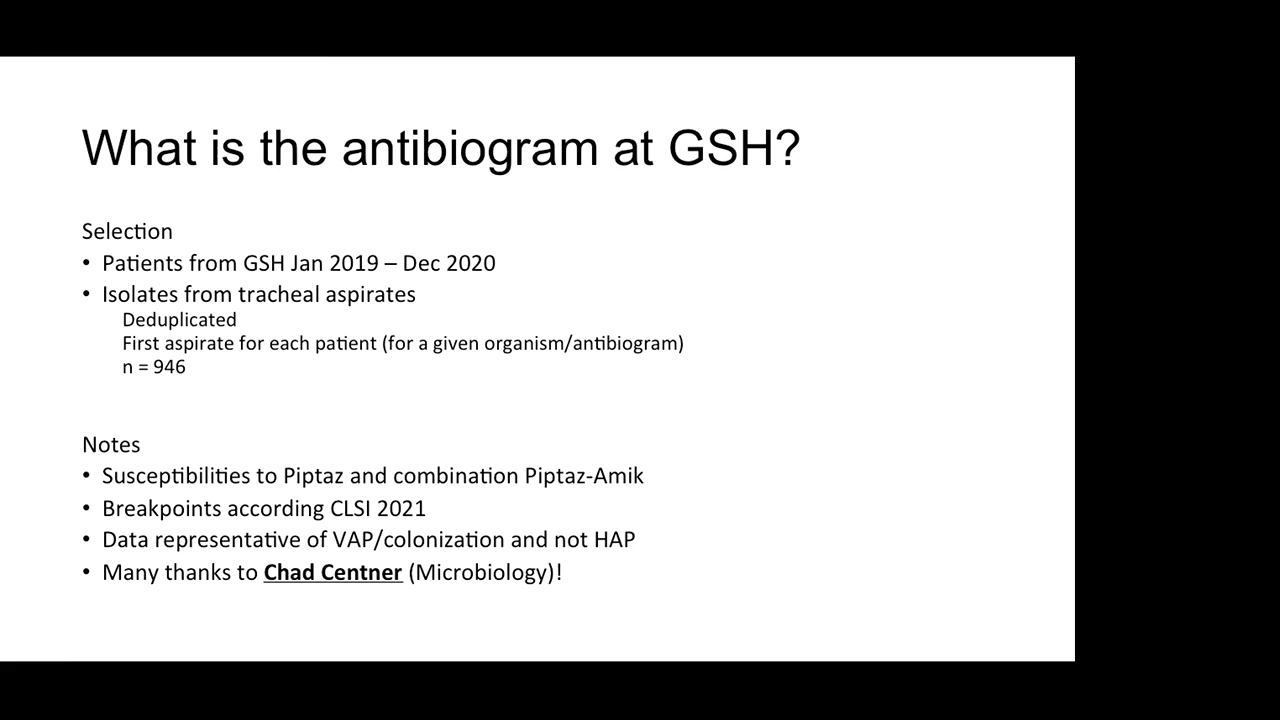 What is the antibiogram at GSH?
Selection
• Patients from GSH Jan 2019 – Dec 2020
• Isolates from tracheal aspirates
Deduplicated
First aspirate for each patient (for a given organism/antibiogram)
n = 946
Notes
• Susceptibilities to Piptaz and combination Piptaz-Amik
• Breakpoints according CLSI 2021
• Data representative of VAP/colonization and not HAP
• Many thanks to Chad Centner (Microbiology)!